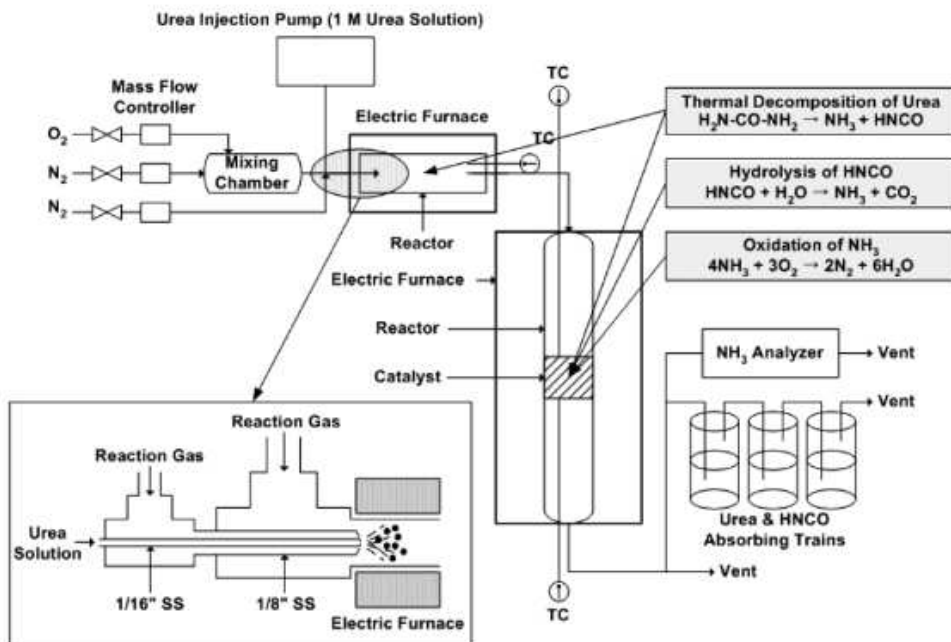 Urea Injection Pump (1 M Urea Solution)
Mass Flow
Controller
O₂
N₂
N₂
Mixing
Chamber
Electric Furnace
TC
Reactor
TC
Thermal Decomposition of Urea
H₂N-CO-NH₂ → NH₃ + HNCO
Hydrolysis of HNCO
HNCO + H₂O → NH₃ + CO₂
Oxidation of NH₃
4NH₃ + 3O₂ → 2N₂ + 6H₂O
Electric Furnace
Reactor
Catalyst
NH₃ Analyzer
Vent
Vent
Urea & HNCO
Absorbing Trains
Vent
TC
Reaction Gas
Reaction Gas
Urea
Solution
1/16" SS
1/8" SS
Electric Furnace